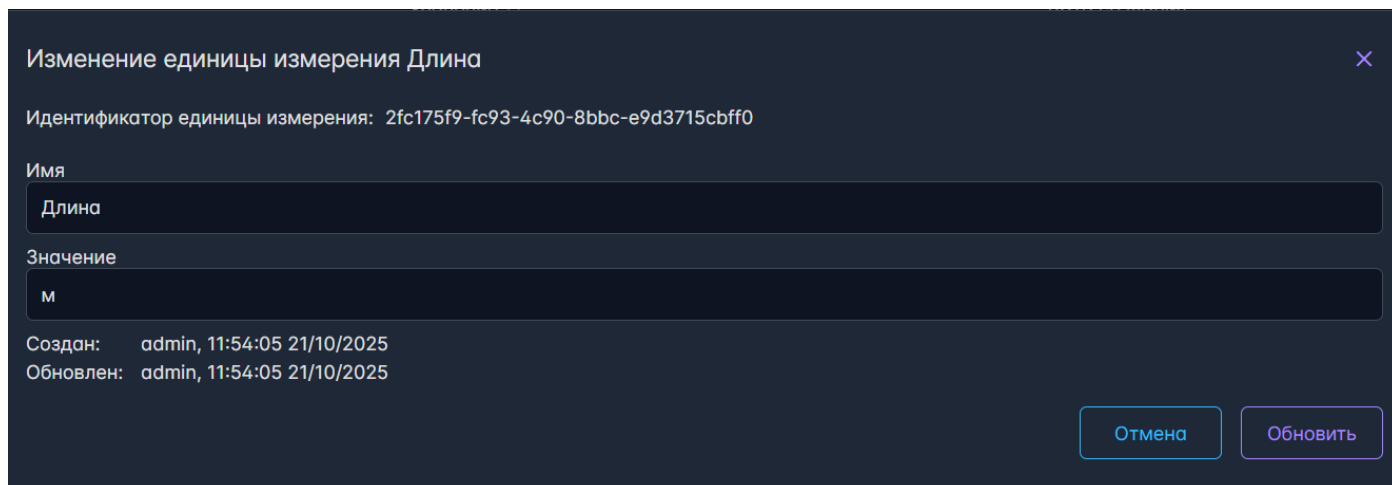 Изменение единицы измерения Длина
Идентификатор единицы измерения: 2fc175f9-fc93-4c90-8bbc-e9d3715cbff0
Имя
Длина
Значение
м
Создан: admin, 11:54:05 21/10/2025
Обновлен: admin, 11:54:05 21/10/2025
Отмена Обновить